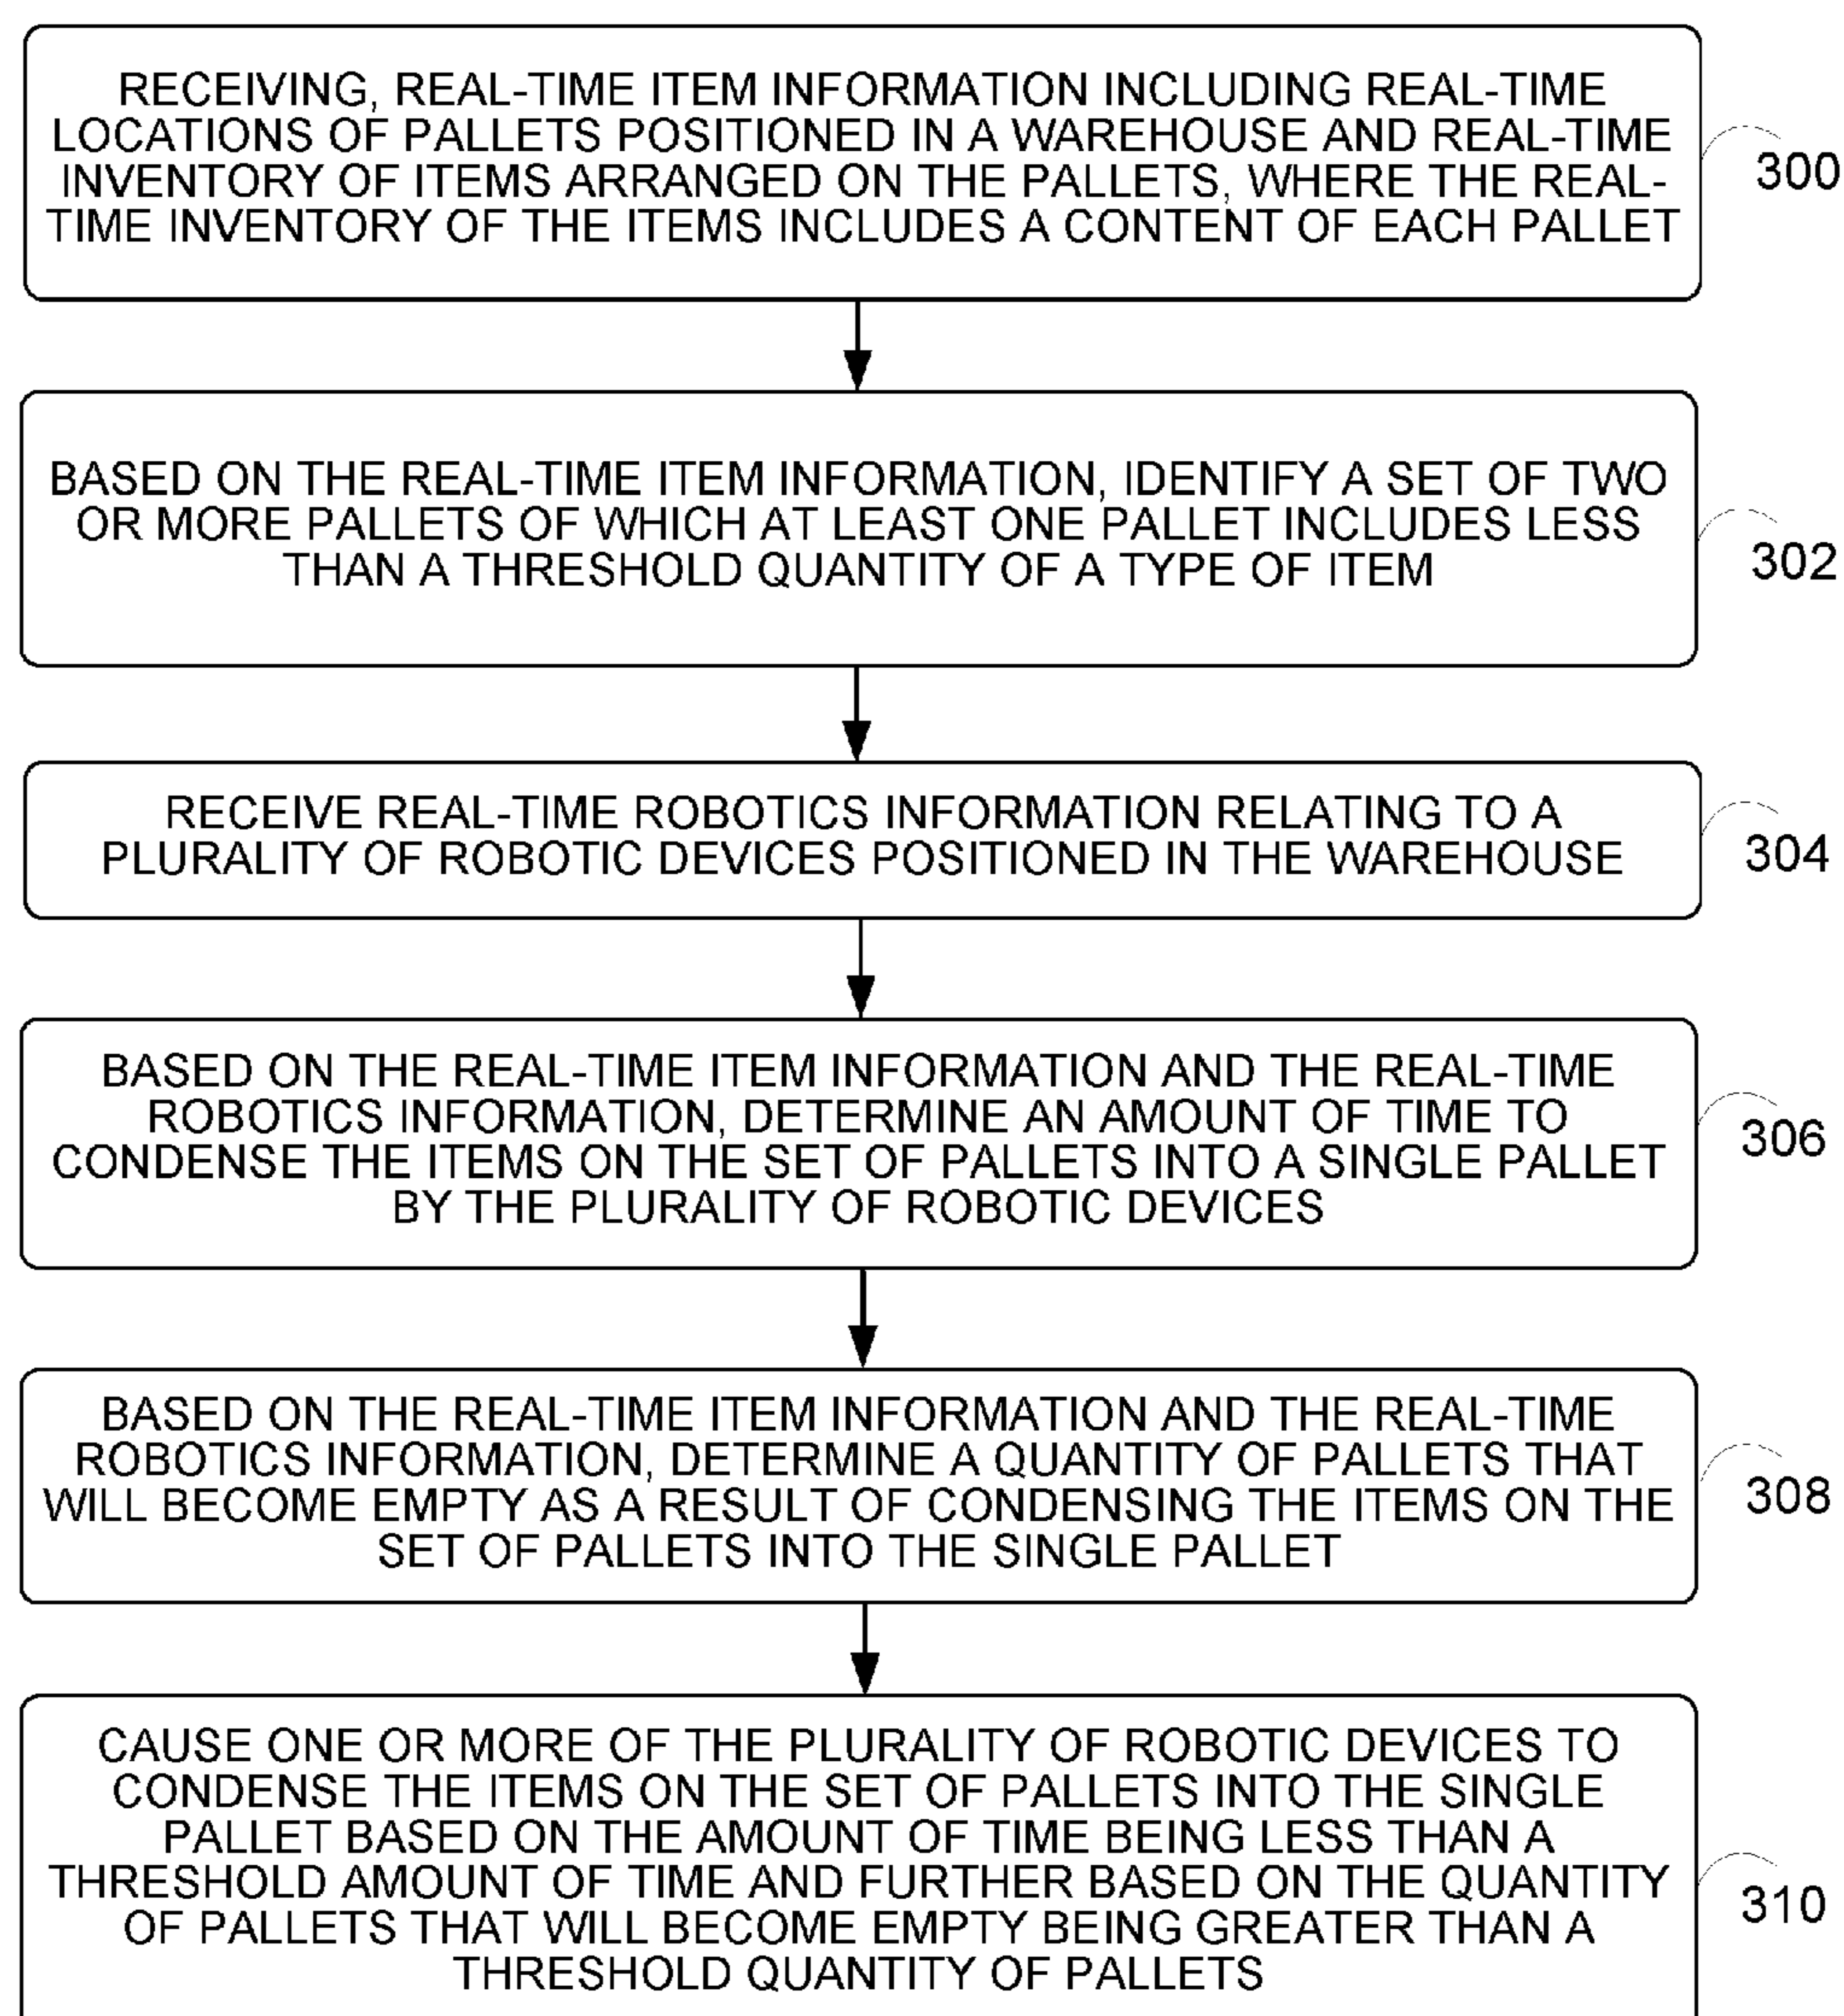 RECEIVING, REAL-TIME ITEM INFORMATION INCLUDING REAL-TIME
LOCATIONS OF PALLETS POSITIONED IN A WAREHOUSE AND REAL-TIME
INVENTORY OF ITEMS ARRANGED ON THE PALLETS, WHERE THE REAL-
TIME INVENTORY OF THE ITEMS INCLUDES A CONTENT OF EACH PALLET
300
BASED ON THE REAL-TIME ITEM INFORMATION, IDENTIFY A SET OF TWO
OR MORE PALLETS OF WHICH AT LEAST ONE PALLET INCLUDES LESS
THAN A THRESHOLD QUANTITY OF A TYPE OF ITEM
302
RECEIVE REAL-TIME ROBOTICS INFORMATION RELATING TO A
PLURALITY OF ROBOTIC DEVICES POSITIONED IN THE WAREHOUSE
304
BASED ON THE REAL-TIME ITEM INFORMATION AND THE REAL-TIME
ROBOTICS INFORMATION, DETERMINE AN AMOUNT OF TIME TO
CONDENSE THE ITEMS ON THE SET OF PALLETS INTO A SINGLE PALLET
BY THE PLURALITY OF ROBOTIC DEVICES
306
BASED ON THE REAL-TIME ITEM INFORMATION AND THE REAL-TIME
ROBOTICS INFORMATION, DETERMINE A QUANTITY OF PALLETS THAT
WILL BECOME EMPTY AS A RESULT OF CONDENSING THE ITEMS ON THE
SET OF PALLETS INTO THE SINGLE PALLET
308
CAUSE ONE OR MORE OF THE PLURALITY OF ROBOTIC DEVICES TO
CONDENSE THE ITEMS ON THE SET OF PALLETS INTO THE SINGLE
PALLET BASED ON THE AMOUNT OF TIME BEING LESS THAN A
THRESHOLD AMOUNT OF TIME AND FURTHER BASED ON THE QUANTITY
OF PALLETS THAT WILL BECOME EMPTY BEING GREATER THAN A
THRESHOLD QUANTITY OF PALLETS
310